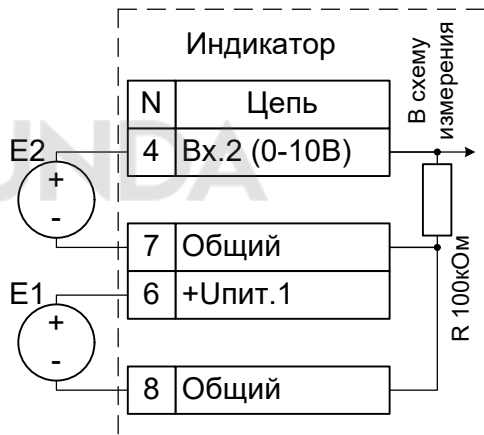 Индикатор
N Цепь
4 Вх.2 (0-10В)
7 Общий
6 +Uпит.1
8 Общий
E2
+
-
E1
+
-
В схему
измерения
R 100кОм